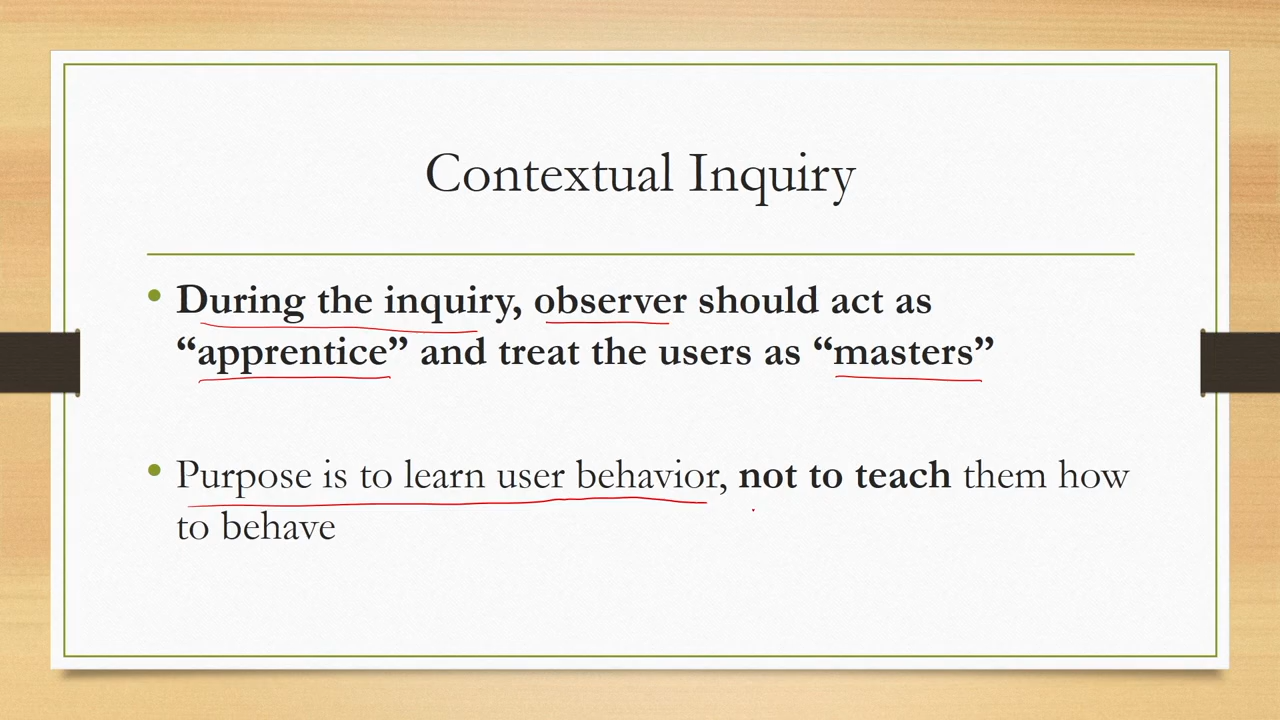 Contextual Inquiry
• During the inquiry, observer should act as
“apprentice” and treat the users as “masters”
• Purpose is to learn user behavior, not to teach them how
to behave